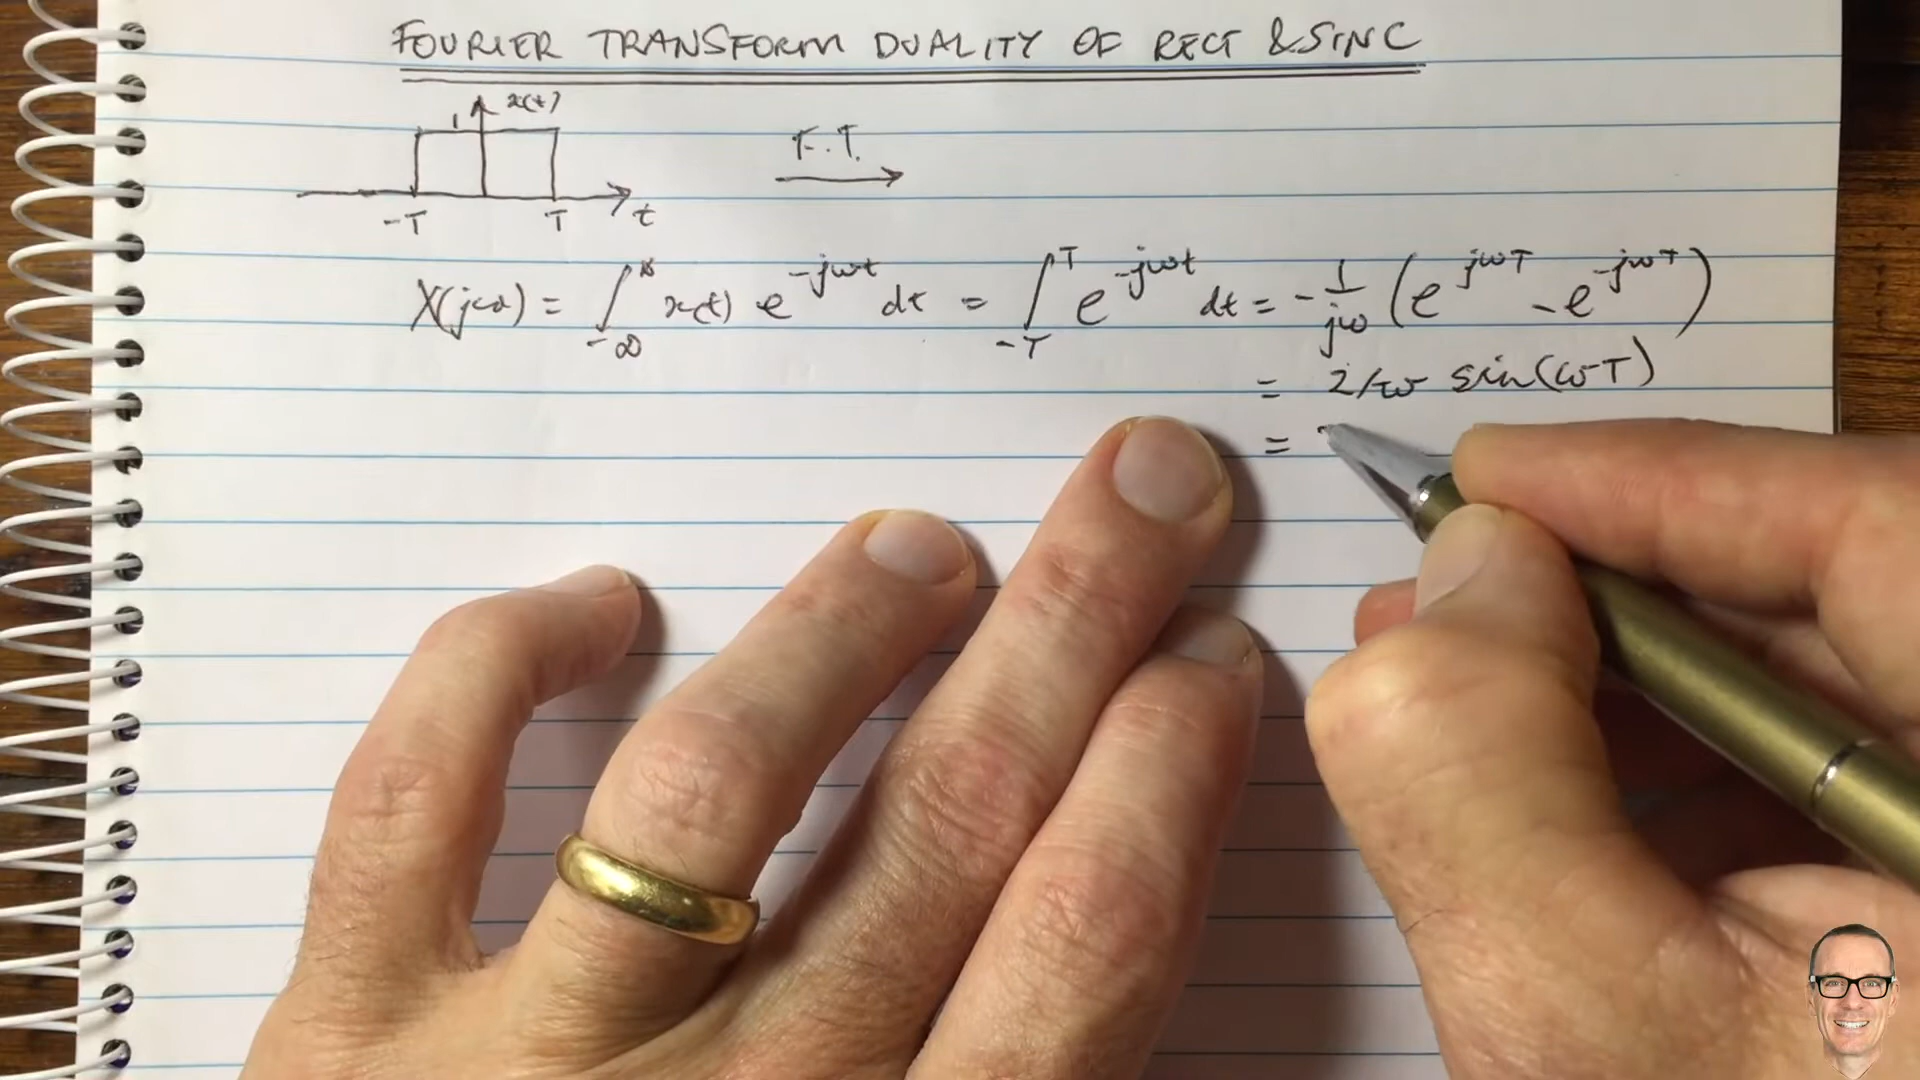 FOURIER TRANSFORM DUALITY OF RECT & SINC
1 x(t)
F.T.
-T T t
X(jω) = ∫_{-∞}^{∞} x(t) e^{-jωt} dt = ∫_{-T}^{T} e^{-jωt} dt = -1/jω (e^{jωT} - e^{-jωT})
= 2/ω sin(ωT)
=